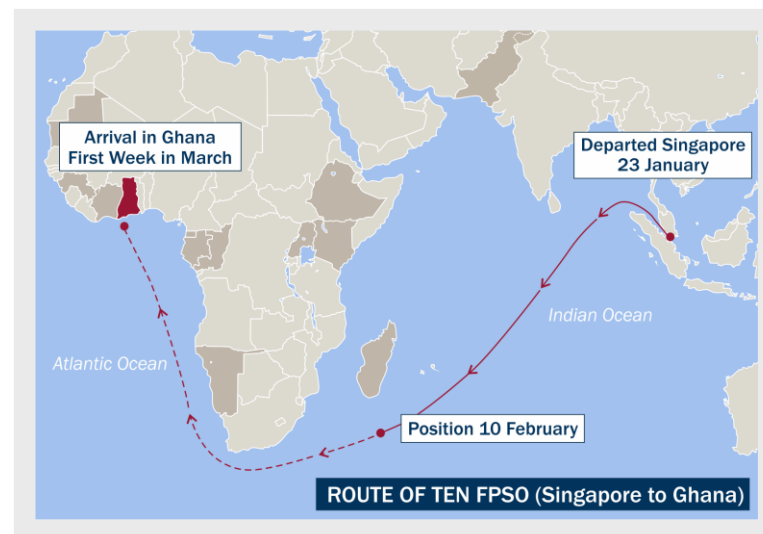 Arrival in Ghana
First Week in March
Departed Singapore
23 January
Indian Ocean
Atlantic Ocean
Position 10 February
ROUTE OF TEN FPSO (Singapore to Ghana)